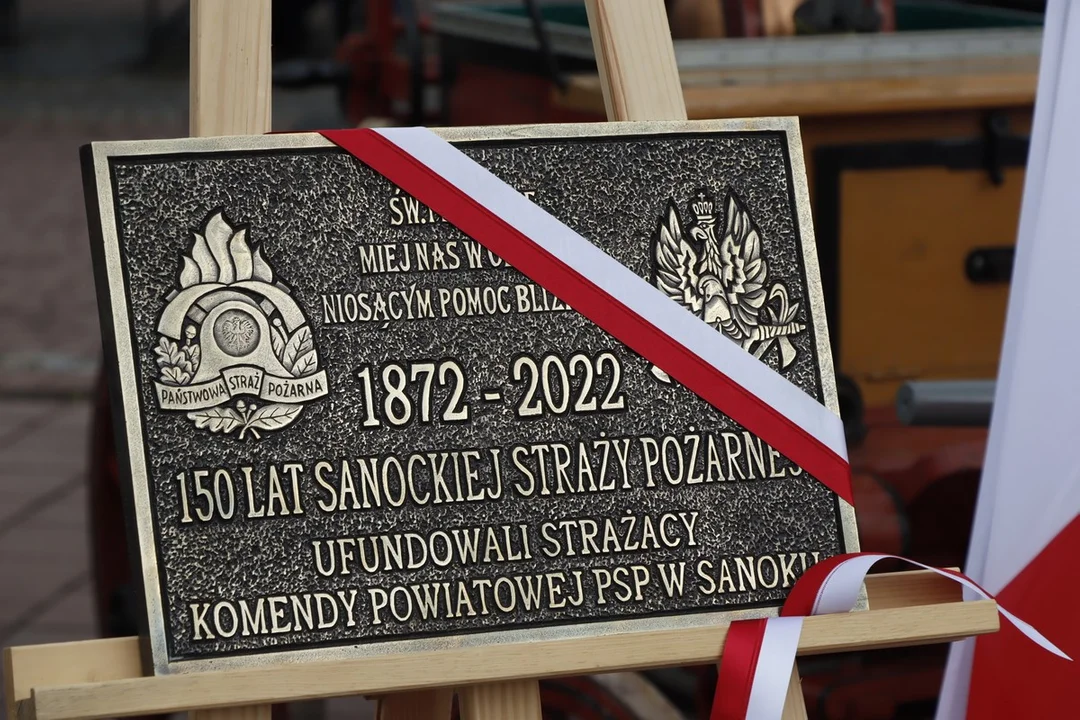 MIEJ NAS W
NIOSĄCYM POMOC
1872 - 2022
150 LAT SANOCKIEJ STRAŻY POŻARNEJ
UFUNDOWALI STRAŻACY
KOMENDY POWIATOWEJ PSP W SANOKU
PAŃSTWOWA STRAŻ POŻARNA